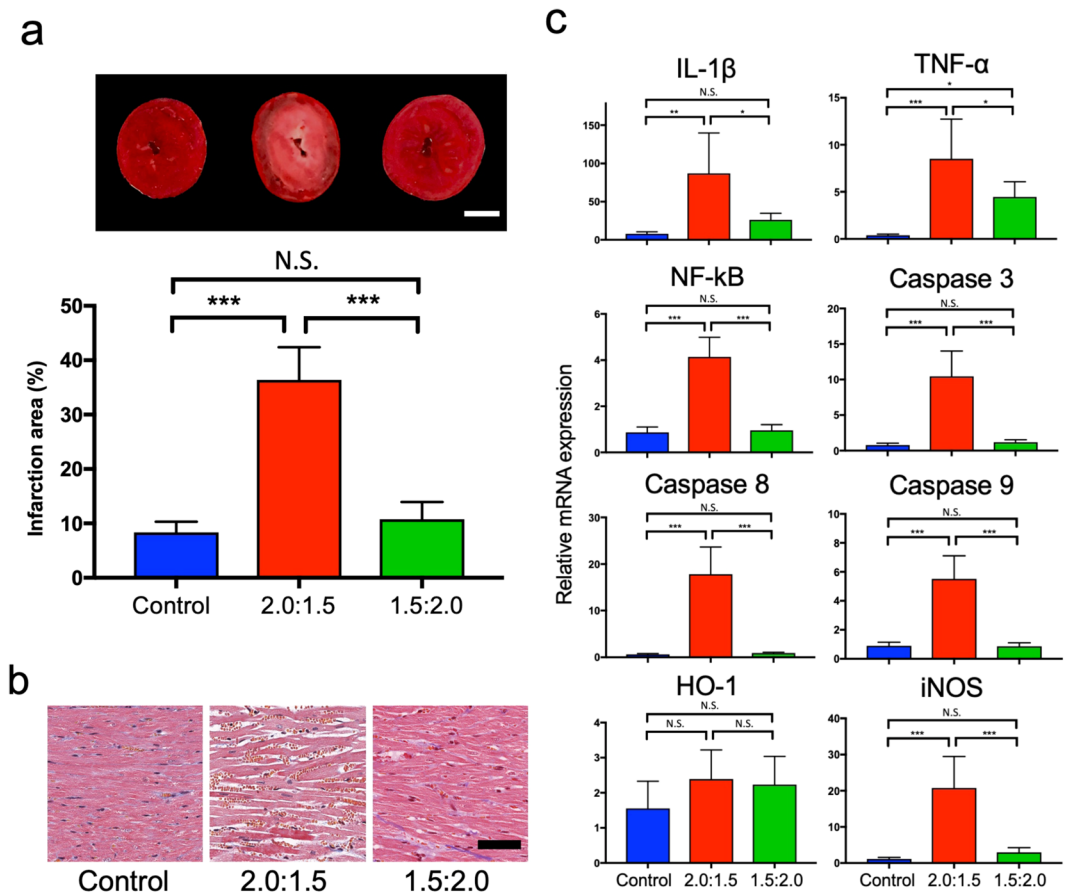 a
N.S.
***
***
50
40
30
20
10
0
Infarction area (%)
Control
2.0:1.5
1.5:2.0
b
Control
2.0:1.5
1.5:2.0
c
Relative mRNA expression
IL-1β
N.S.
**
*
150
100
50
0
TNF-α
*
***
*
15
10
5
0
NF-kB
N.S.
***
***
6
4
2
0
Caspase 3
N.S.
***
***
20
15
10
5
0
Caspase 8
N.S.
***
***
30
20
10
0
Caspase 9
N.S.
***
***
10
8
6
4
2
0
HO-1
N.S.
N.S.
N.S.
4
3
2
1
0
Control
2.0:1.5
1.5:2.0
iNOS
N.S.
***
***
40
30
20
10
0
Control
2.0:1.5
1.5:2.0